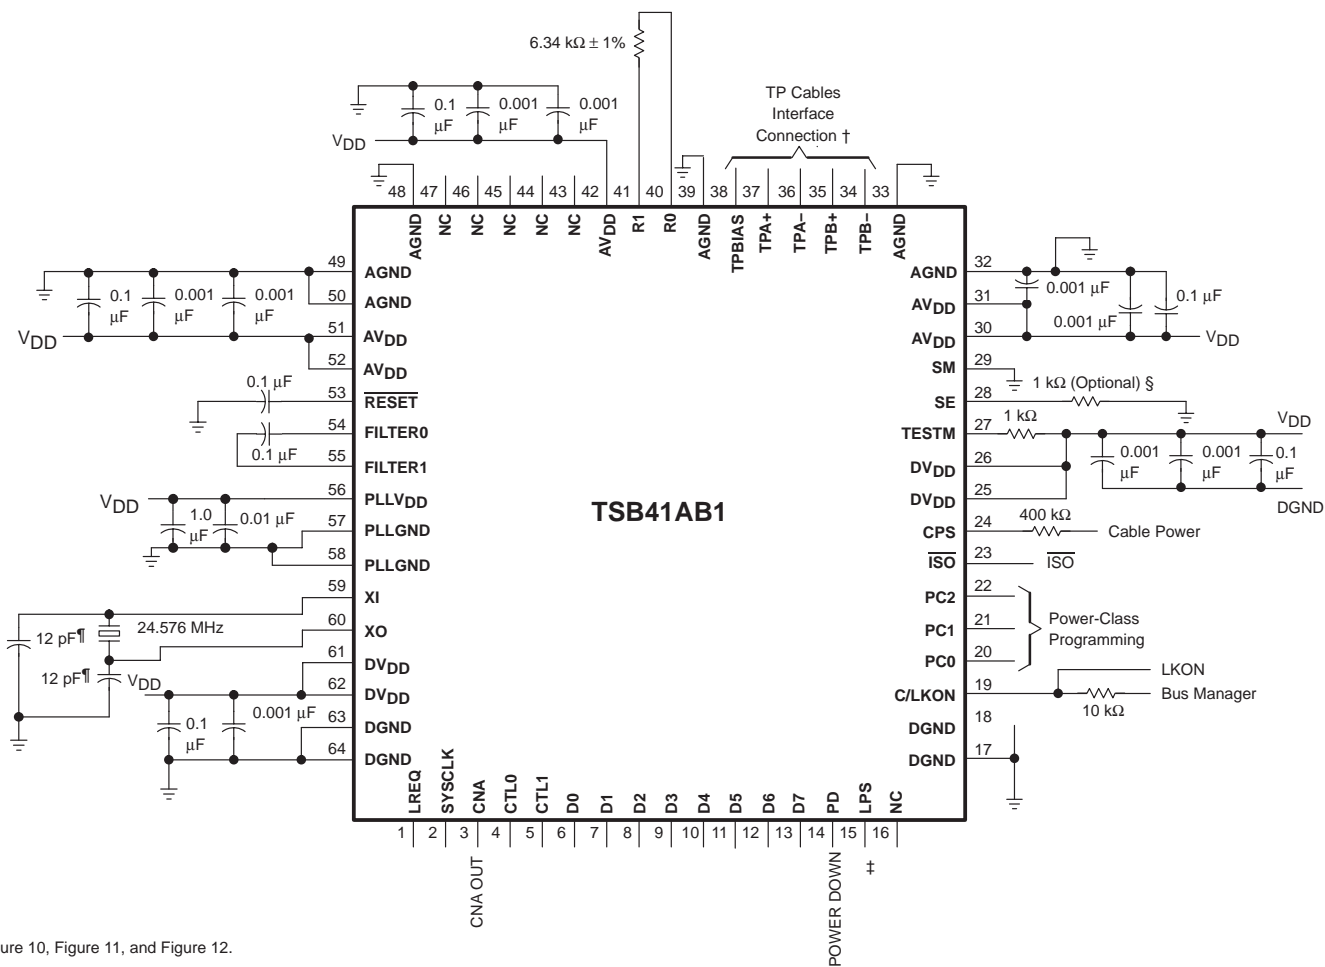 6.34 kΩ ± 1%
TP Cables
Interface
Connection †
0.1
μF
0.001
μF
0.001
μF
VDD
48 47 46 45 44 43 42 41 40 39 38 37 36 35 34 33
AGND
NC
NC
NC
NC
NC
AVDD
R1
R0
AGND
TPBIAS
TPA+
TPA−
TPB+
TPB−
AGND
49
AGND
50
AGND
51
AVDD
52
AVDD
53
RESET
54
FILTER0
55
FILTER1
56
PLLVDD
57
PLLGND
58
PLLGND
59
XI
60
XO
61
DVDD
62
DVDD
63
DGND
64
DGND
0.1
μF
0.001
μF
0.001
μF
VDD
0.1 μF
0.1 μF
VDD
1.0
μF
0.01 μF
12 pF¶
24.576 MHz
12 pF¶
VDD
0.1
μF
0.001 μF
TSB41AB1
AGND
32
AVDD
31
AVDD
30
SM
29
SE
28
TESTM
27
DVDD
26
DVDD
25
CPS
24
ISO
23
PC2
22
PC1
21
PC0
20
C/LKON
19
DGND
18
DGND
17
0.001 μF
0.001 μF
0.1 μF
VDD
1 kΩ (Optional) §
1 kΩ
VDD
0.001
μF
0.001
μF
0.1
μF
DGND
400 kΩ
Cable Power
ISO
Power-Class
Programming
LKON
Bus Manager
10 kΩ
LREQ
SYSCLK
CNA
CTL0
CTL1
D0
D1
D2
D3
D4
D5
D6
D7
PD
LPS
NC
1 2 3 4 5 6 7 8 9 10 11 12 13 14 15 16
CNA OUT
POWER DOWN
‡
ure 10, Figure 11, and Figure 12.